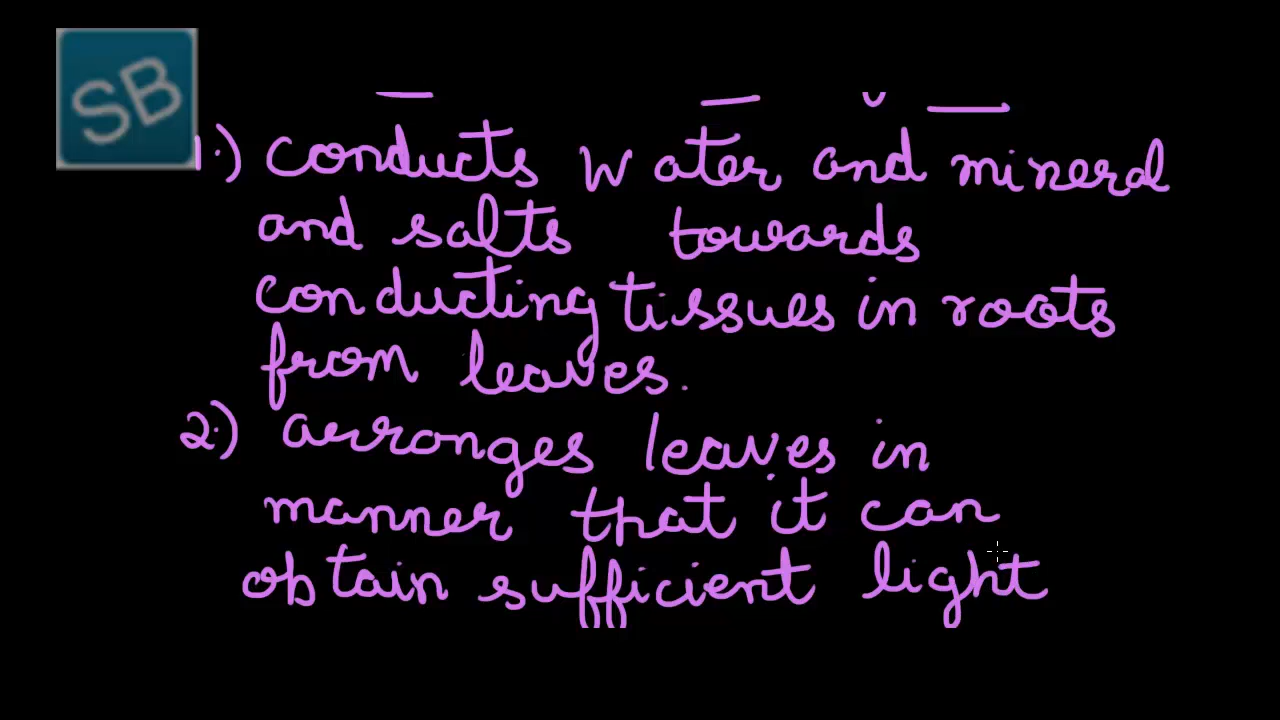 SB
1.) conducts water and mineral
and salts towards
conducting tissues in roots
from leaves.
2.) arranges leaves in
manner that it can
obtain sufficient light